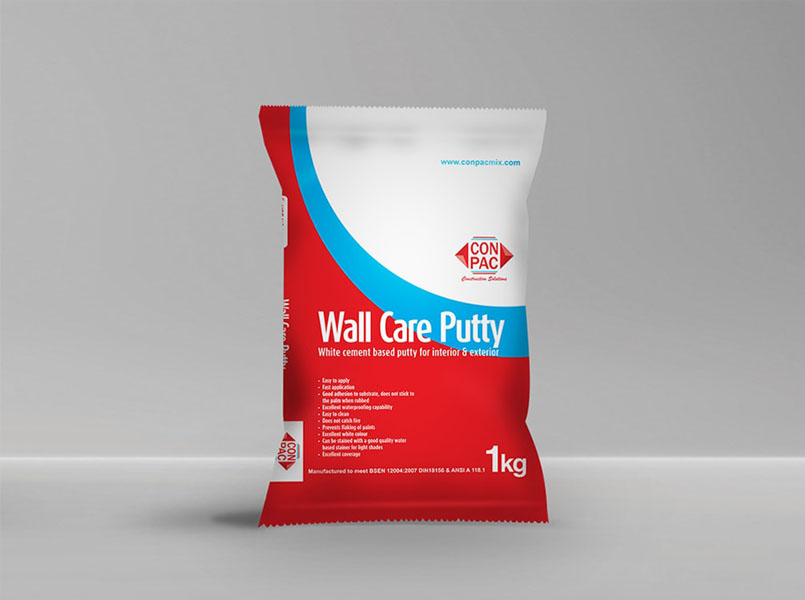 www.conpacmix.com
CON
PAC
Construction Solutions
Wall Care Putty
White cement based putty for interior & exterior
• Easy to apply
• Fast application
• Good adhesion to substrate, does not stick to
the palm when rubbed
• Excellent waterproofing capability
• Easy to clean
• Does not catch fire
• Prevents flaking of paints
• Excellent white colour
• Can be stained with a good quality water
based stainer for light shades
• Excellent coverage
1kg
Manufactured to meet BSEN 12004:2007 DIN18156 & ANSI A 118.1
Wall Care Putty
CON
PAC